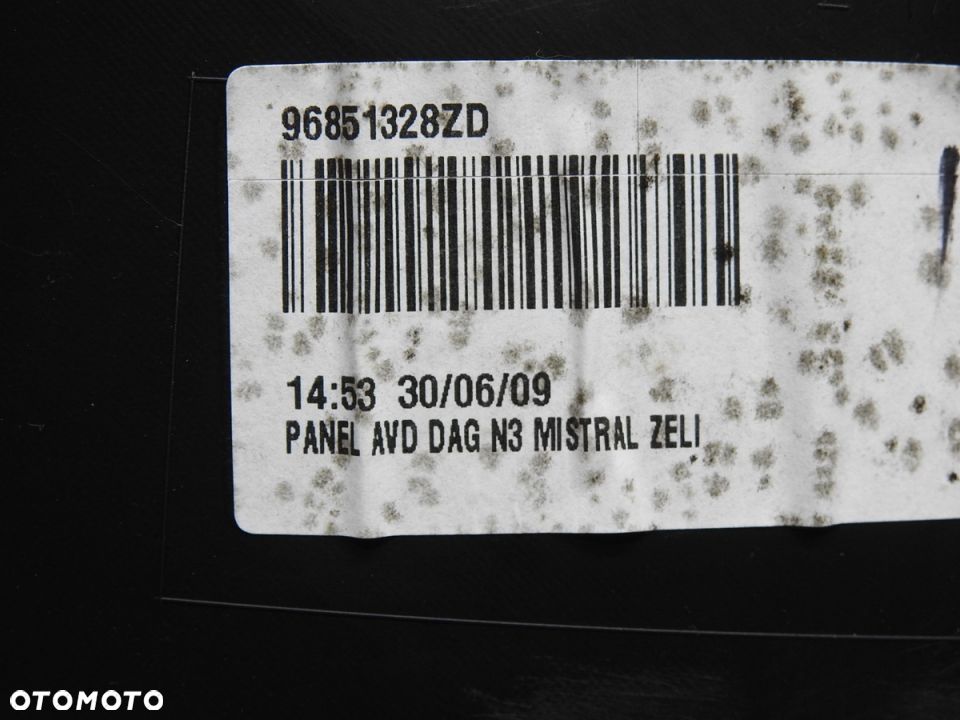 96851328ZD
14:53 30/06/09
PANEL AVD DAG N3 MISTRAL ZELI
OTOMOTO